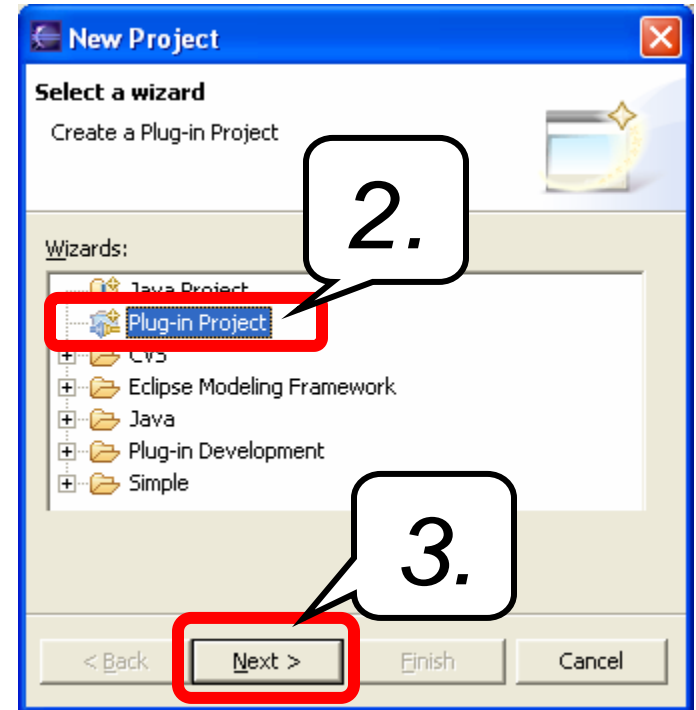 New Project
Select a wizard
Create a Plug-in Project
2.
Wizards:
Java Project
Plug-in Project
CVS
Eclipse Modeling Framework
Java
Plug-in Development
Simple
3.
< Back Next > Finish Cancel